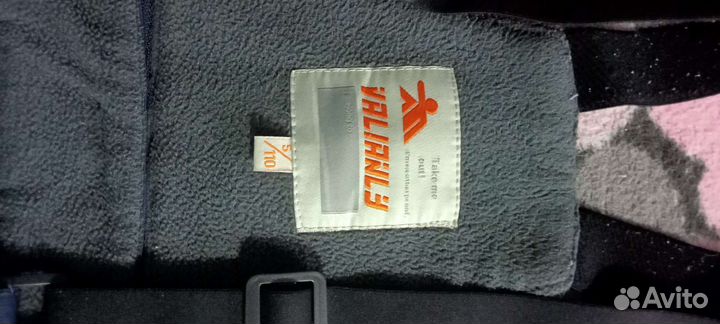 Take me
out!
VALIANLY
5/110
Avito